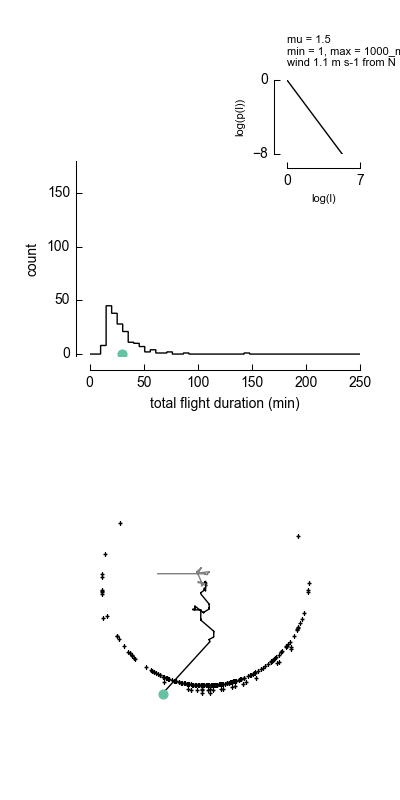 mu = 1.5
min = 1, max = 1000_m
wind 1.1 m s-1 from N
0
log(p(l))
−8
0 7
log(l)
150
count
100
50
0
0 50 100 150 200 250
total flight duration (min)